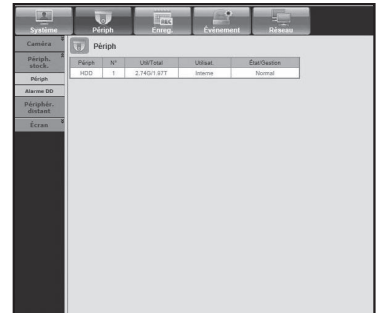 Système Périph Enreg. Événement Réseau
Caméra
Périph.
stock.
Périph
Alarme DD
Périphér.
distant
Écran
Périph
Périph N° Util/Total Utilisat. État/Gestion
HDD 1 2.74G/1.97T Interne Normal